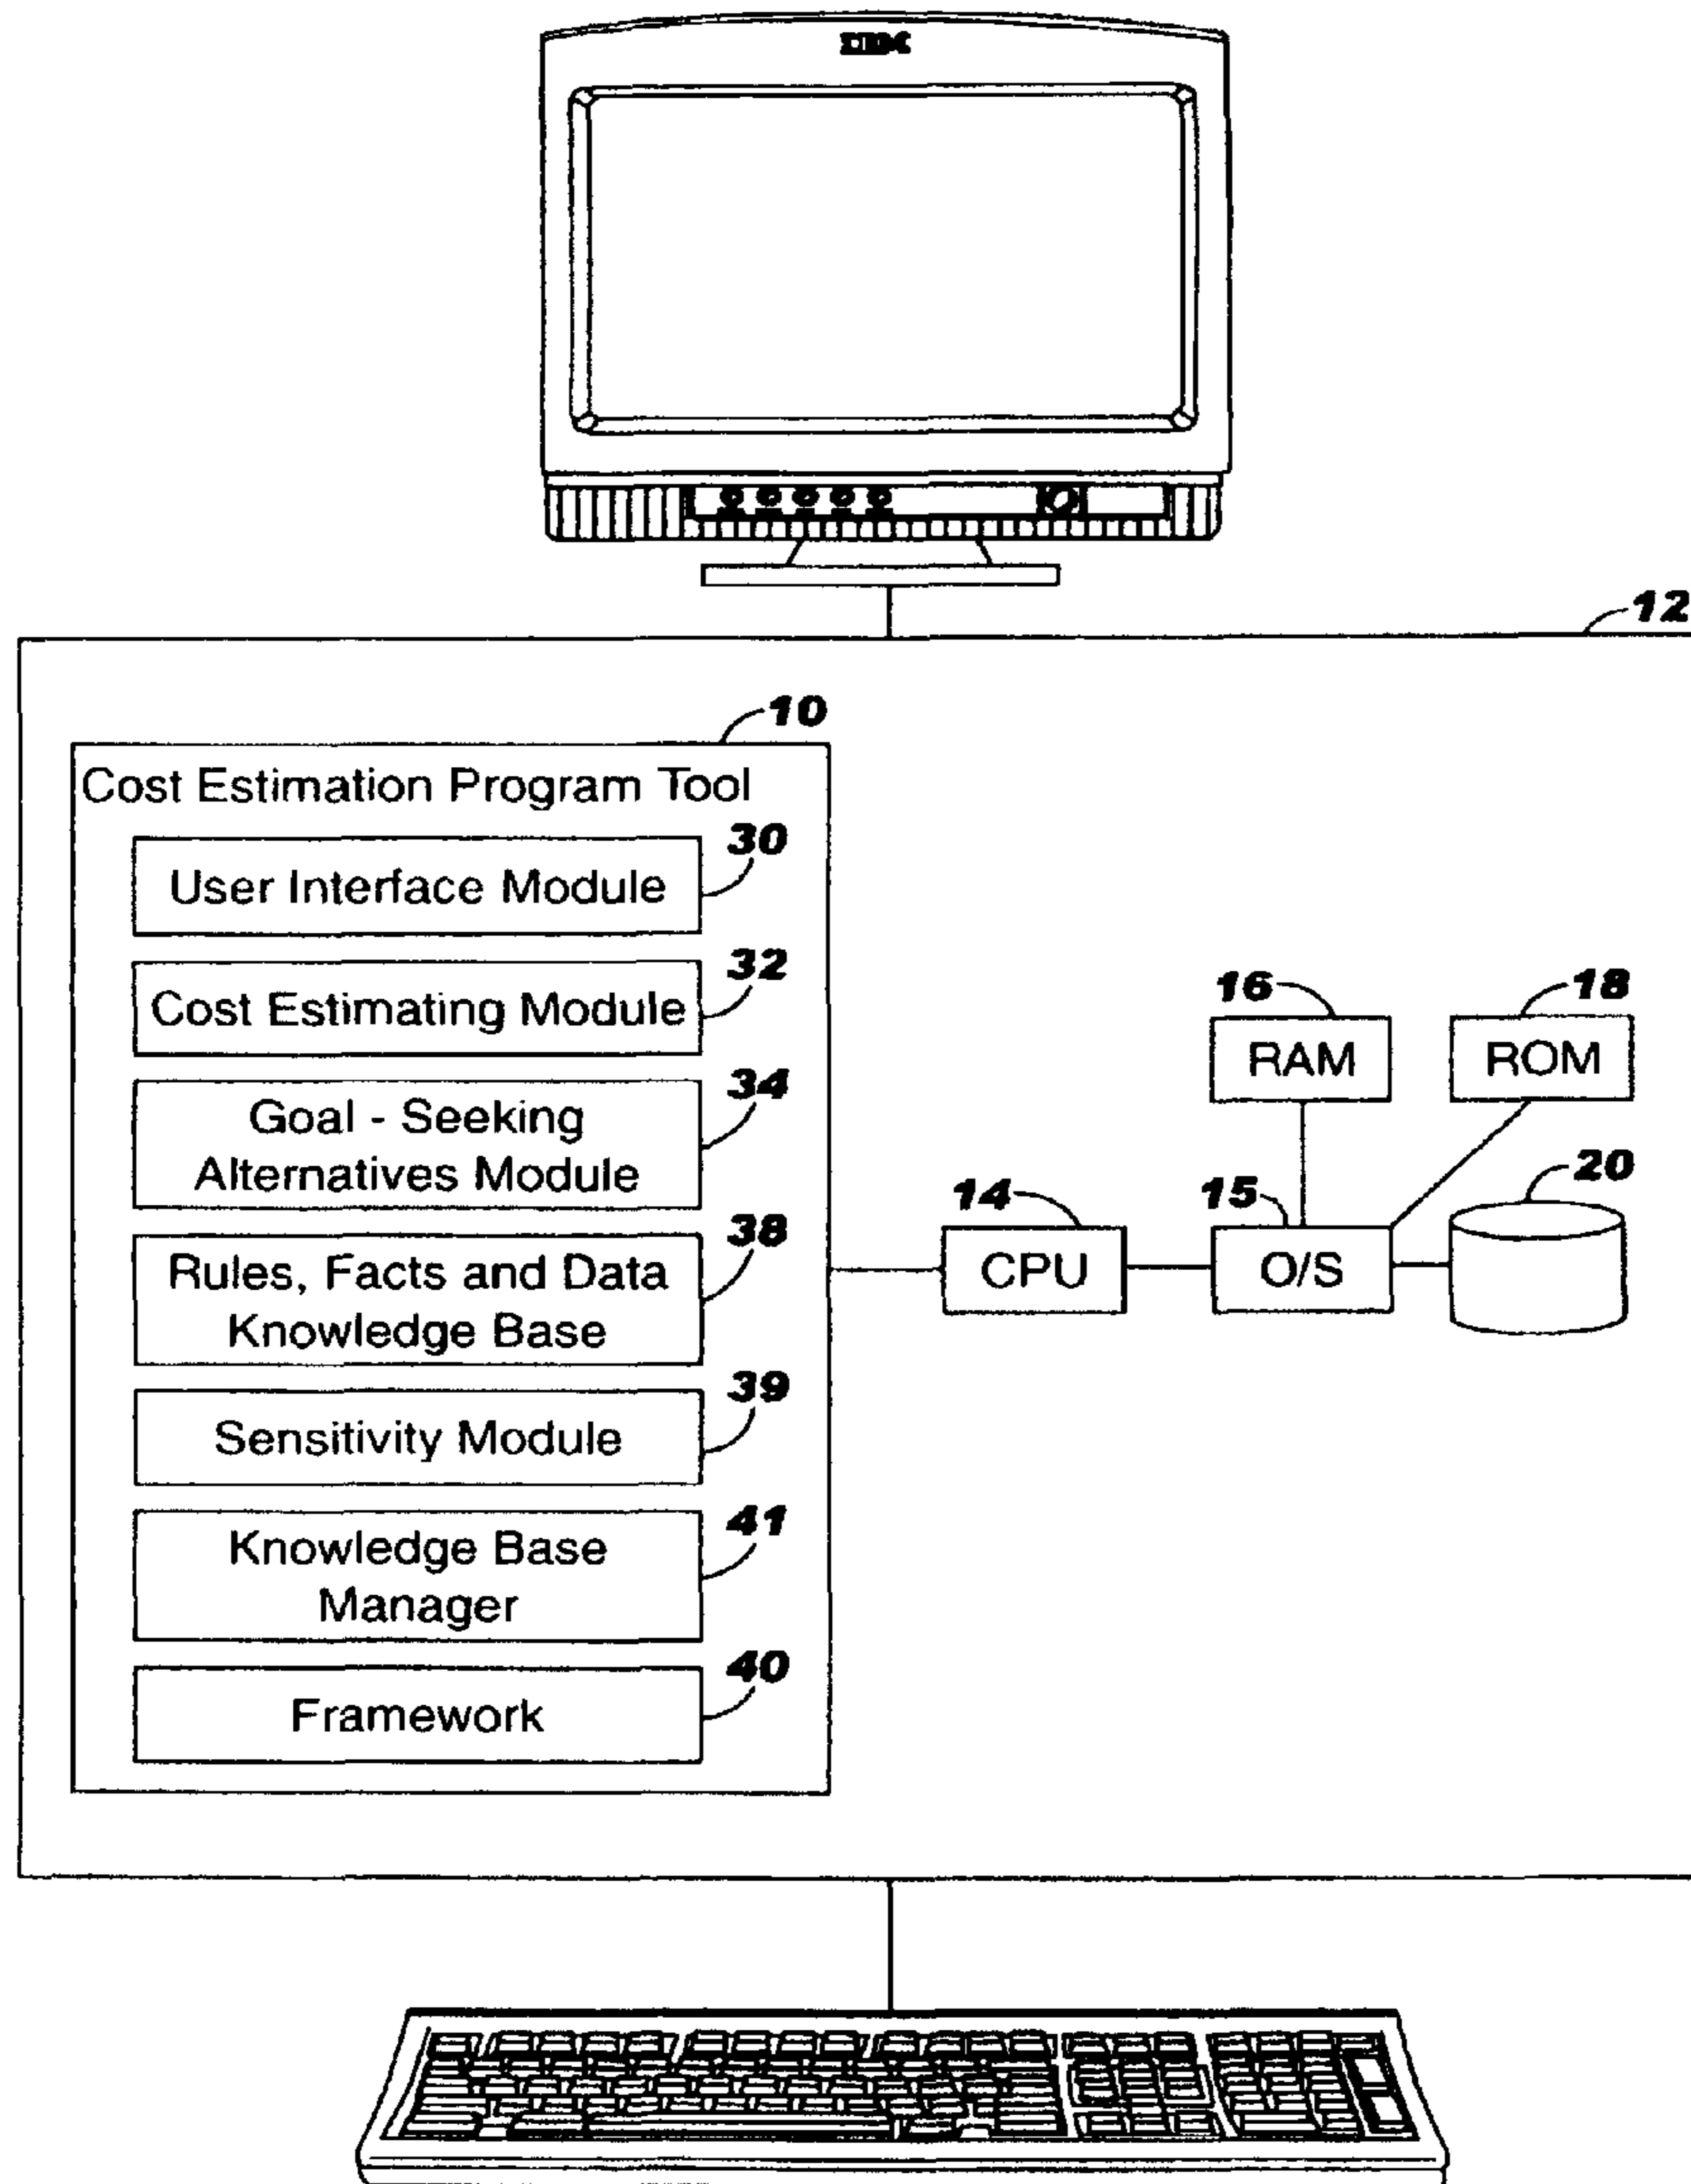 IBM
12
10
Cost Estimation Program Tool
30
User Interface Module
32
Cost Estimating Module
34
Goal - Seeking
Alternatives Module
38
Rules, Facts and Data
Knowledge Base
39
Sensitivity Module
41
Knowledge Base
Manager
40
Framework
14
CPU
15
O/S
16
RAM
18
ROM
20